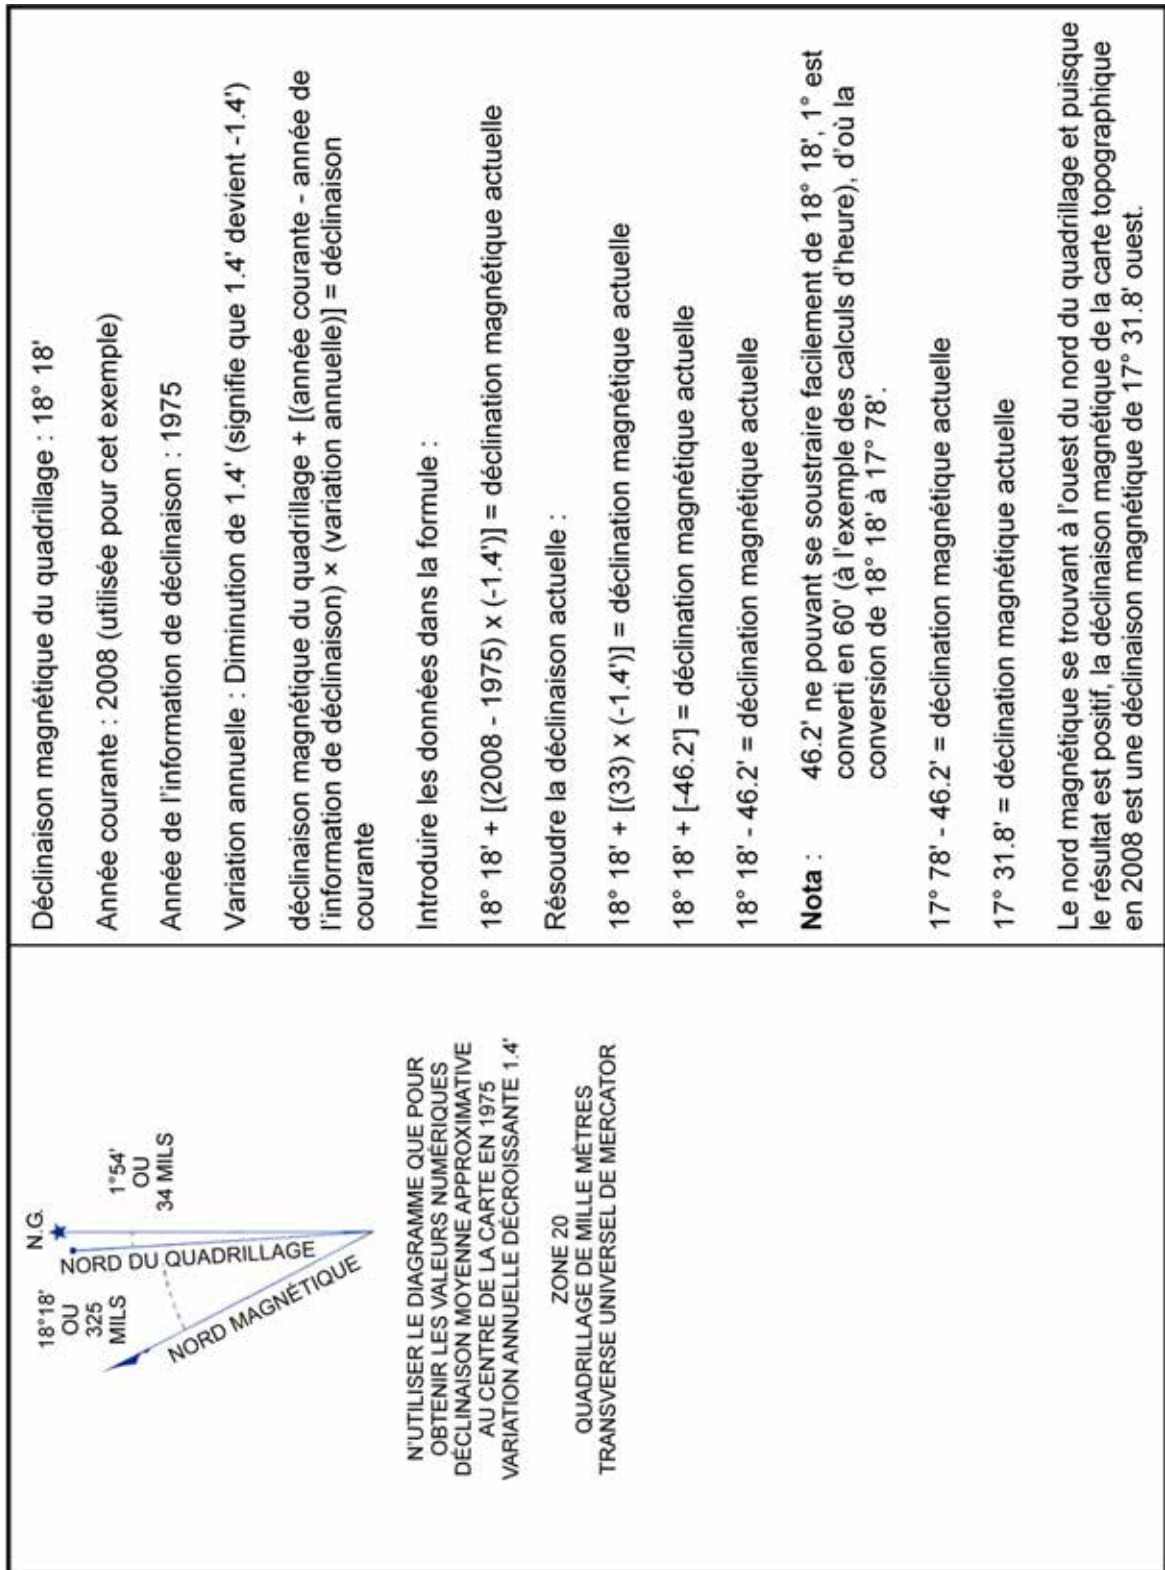 N.G.
18°18'
OU
325
MILS
1°54'
OU
34 MILS
NORD DU QUADRILLAGE
NORD MAGNÉTIQUE
N'UTILISER LE DIAGRAMME QUE POUR
OBTENIR LES VALEURS NUMÉRIQUES
DÉCLINAISON MOYENNE APPROXIMATIVE
AU CENTRE DE LA CARTE EN 1975
VARIATION ANNUELLE DÉCROISSANTE 1.4'
ZONE 20
QUADRILLAGE DE MILLE MÈTRES
TRANSVERSE UNIVERSEL DE MERCATOR
Déclinaison magnétique du quadrillage : 18° 18'
Année courante : 2008 (utilisée pour cet exemple)
Année de l'information de déclinaison : 1975
Variation annuelle : Diminution de 1.4' (signifie que 1.4' devient -1.4')
déclinaison magnétique du quadrillage + [(année courante - année de
l'information de déclinaison) × (variation annuelle)] = déclinaison
courante
Introduire les données dans la formule :
18° 18' + [(2008 - 1975) x (-1.4')] = déclination magnétique actuelle
Résoudre la déclinaison actuelle :
18° 18' + [(33) x (-1.4')] = déclination magnétique actuelle
18° 18' + [-46.2'] = déclination magnétique actuelle
18° 18' - 46.2' = déclination magnétique actuelle
Nota : 46.2' ne pouvant se soustraire facilement de 18° 18', 1° est
converti en 60' (à l'exemple des calculs d'heure), d'où la
conversion de 18° 18' à 17° 78'.
17° 78' - 46.2' = déclination magnétique actuelle
17° 31.8' = déclination magnétique actuelle
Le nord magnétique se trouvant à l'ouest du nord du quadrillage et puisque
le résultat est positif, la déclinaison magnétique de la carte topographique
en 2008 est une déclinaison magnétique de 17° 31.8' ouest.